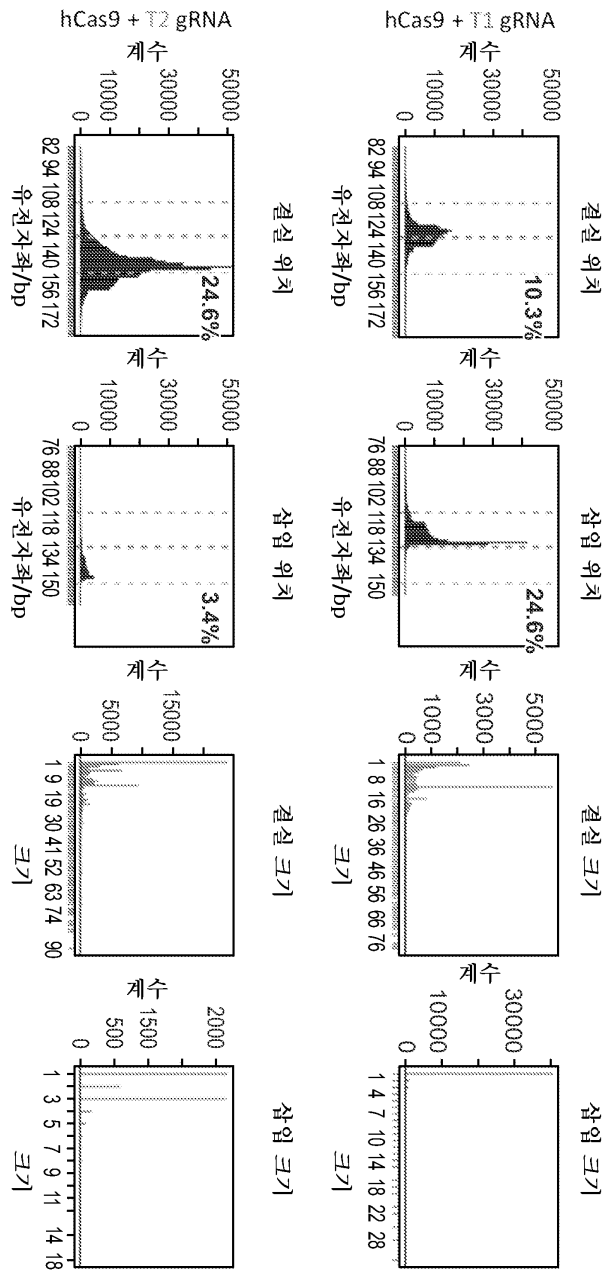 hCas9 + T1 gRNA
결실 위치
계수
50000
30000
10000
0
10.3%
82 94 108 124 140 156 172
유전자좌/bp
삽입 위치
계수
50000
30000
10000
0
24.6%
76 88 102 118 134 150
유전자좌/bp
결실 크기
계수
5000
3000
1000
0
1 8 16 26 36 46 56 66 76
크기
삽입 크기
계수
30000
10000
0
1 4 7 10 14 18 22 28
크기
hCas9 + T2 gRNA
계수
50000
30000
10000
0
24.6%
82 94 108 124 140 156 172
유전자좌/bp
결실 위치
계수
50000
30000
10000
0
3.4%
76 88 102 118 134 150
유전자좌/bp
삽입 위치
계수
15000
5000
0
1 9 19 30 41 52 63 74 90
크기
결실 크기
계수
2000
1500
500
0
1 3 5 7 9 11 14 18
크기
삽입 크기